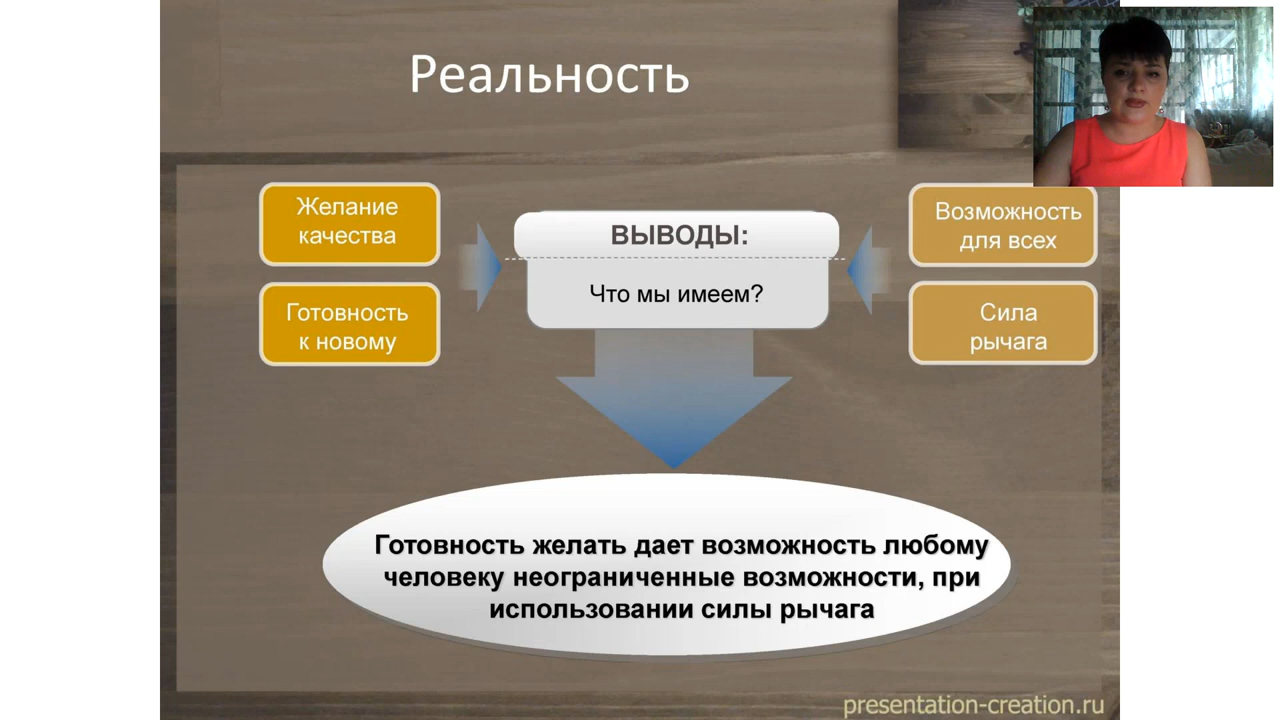 Реальность
Желание
качества
Готовность
к новому
ВЫВОДЫ:
Что мы имеем?
Возможность
для всех
Сила
рычага
Готовность желать дает возможность любому
человеку неограниченные возможности, при
использовании силы рычага
presentation-creation.ru